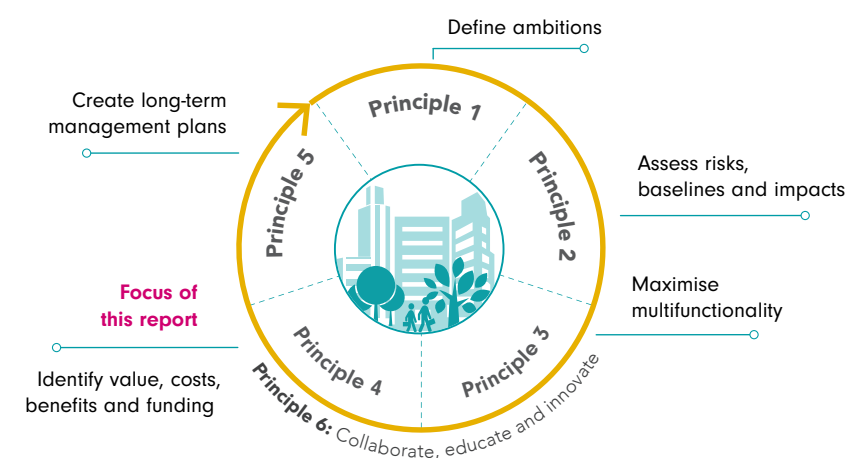 Define ambitions
Principle 1
Create long-term
management plans
Principle 5
Principle 2
Assess risks,
baselines and impacts
Focus of
this report
Identify value, costs,
benefits and funding
Principle 4
Principle 3
Maximise
multifunctionality
Principle 6: Collaborate, educate and innovate